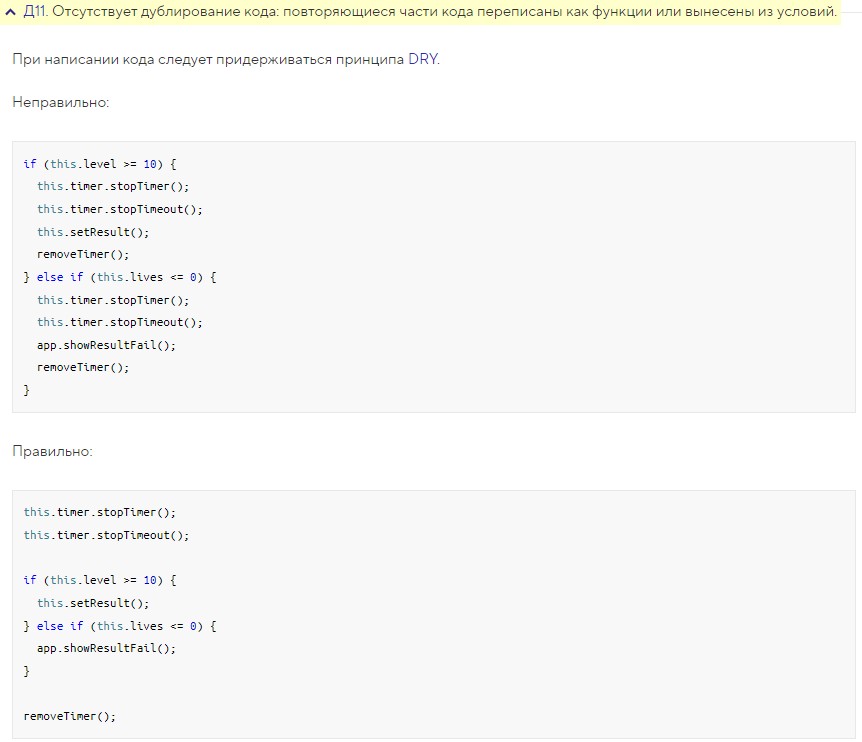 Д11. Отсутствует дублирование кода: повторяющиеся части кода переписаны как функции или вынесены из условий.
При написании кода следует придерживаться принципа DRY.
Неправильно:
if (this.level >= 10) {
  this.timer.stopTimer();
  this.timer.stopTimeout();
  this.setResult();
  removeTimer();
} else if (this.lives <= 0) {
  this.timer.stopTimer();
  this.timer.stopTimeout();
  app.showResultFail();
  removeTimer();
}
Правильно:
this.timer.stopTimer();
this.timer.stopTimeout();
if (this.level >= 10) {
  this.setResult();
} else if (this.lives <= 0) {
  app.showResultFail();
}
removeTimer();